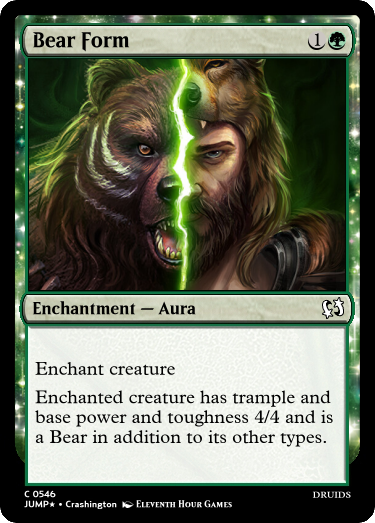 Bear Form 1
Enchantment — Aura
Enchant creature
Enchanted creature has trample and
base power and toughness 4/4 and is
a Bear in addition to its other types.
C 0546 DRUIDS
JUMP★ • Crashington Eleventh Hour Games